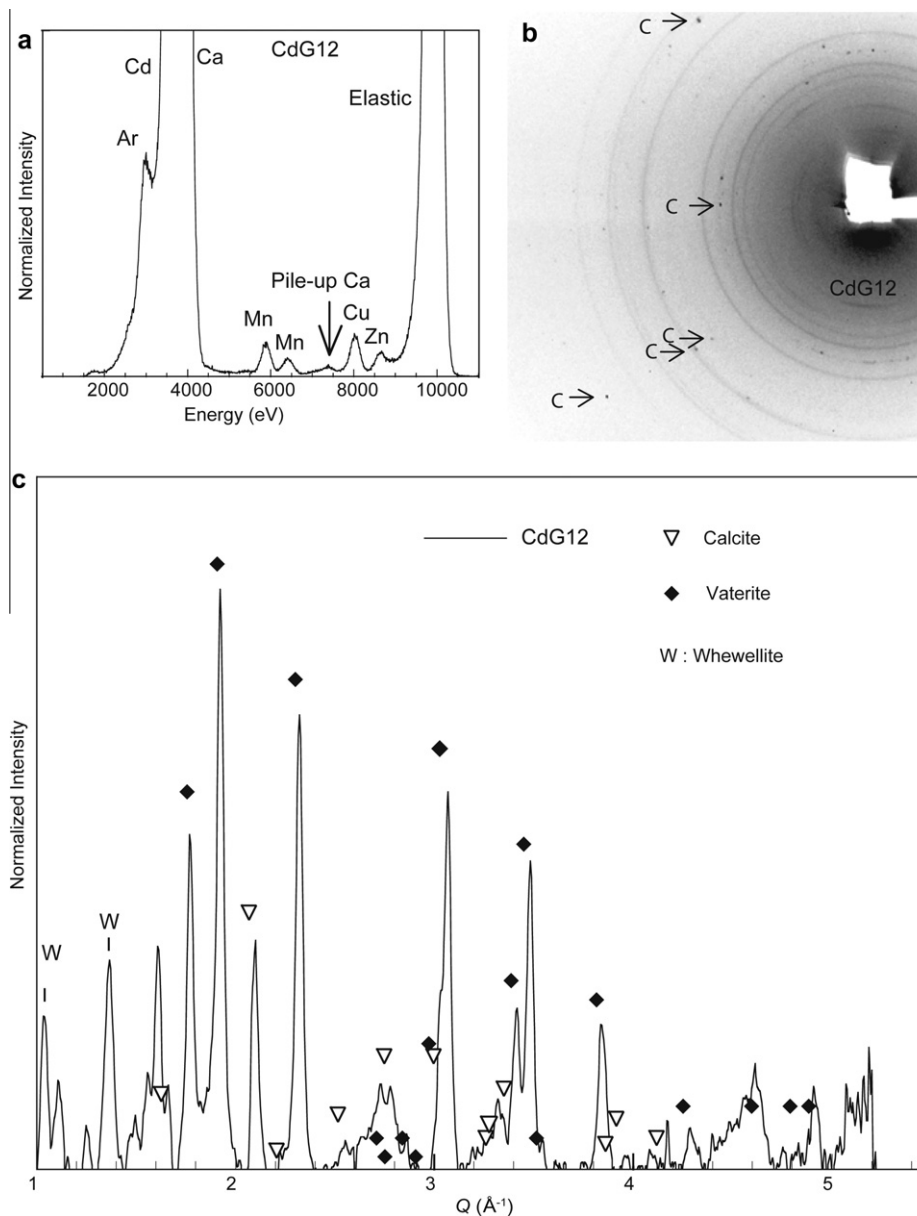 a
Cd
Ca
CdG12
Ar
Elastic
Pile-up Ca
Mn
Mn
Cu
Zn
Normalized Intensity
2000 4000 6000 8000 10000
Energy (eV)
b
C
C
C
C
C
CdG12
c
CdG12
Calcite
Vaterite
W : Whewellite
W
W
Normalized Intensity
1 2 3 4 5
Q (Å-1)